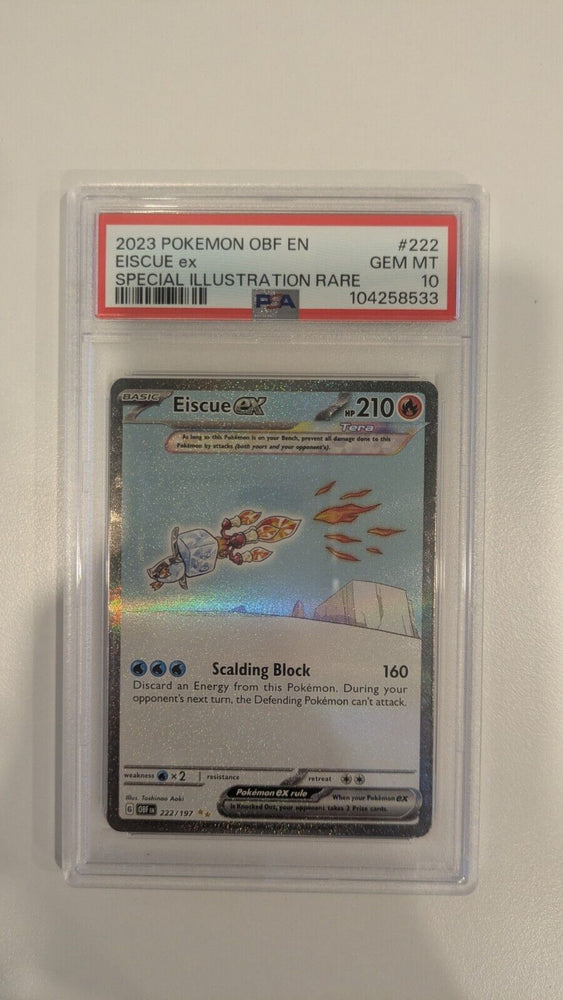 2023 POKEMON OBF EN #222
EISCUE ex GEM MT
SPECIAL ILLUSTRATION RARE 10
PSA 104258533
BASIC Eiscue ex HP 210
Tera
As long as this Pokémon is on your Bench, prevent all damage done to this
Pokémon by attacks (both yours and your opponent's).
Scalding Block 160
Discard an Energy from this Pokémon. During your
opponent's next turn, the Defending Pokémon can't attack.
weakness ×2 resistance retreat
Illus. Toshinao Aoki
Pokémon ex rule When your Pokémon ex
is Knocked Out, your opponent takes 2 Prize cards.
G OBF EN 222/197